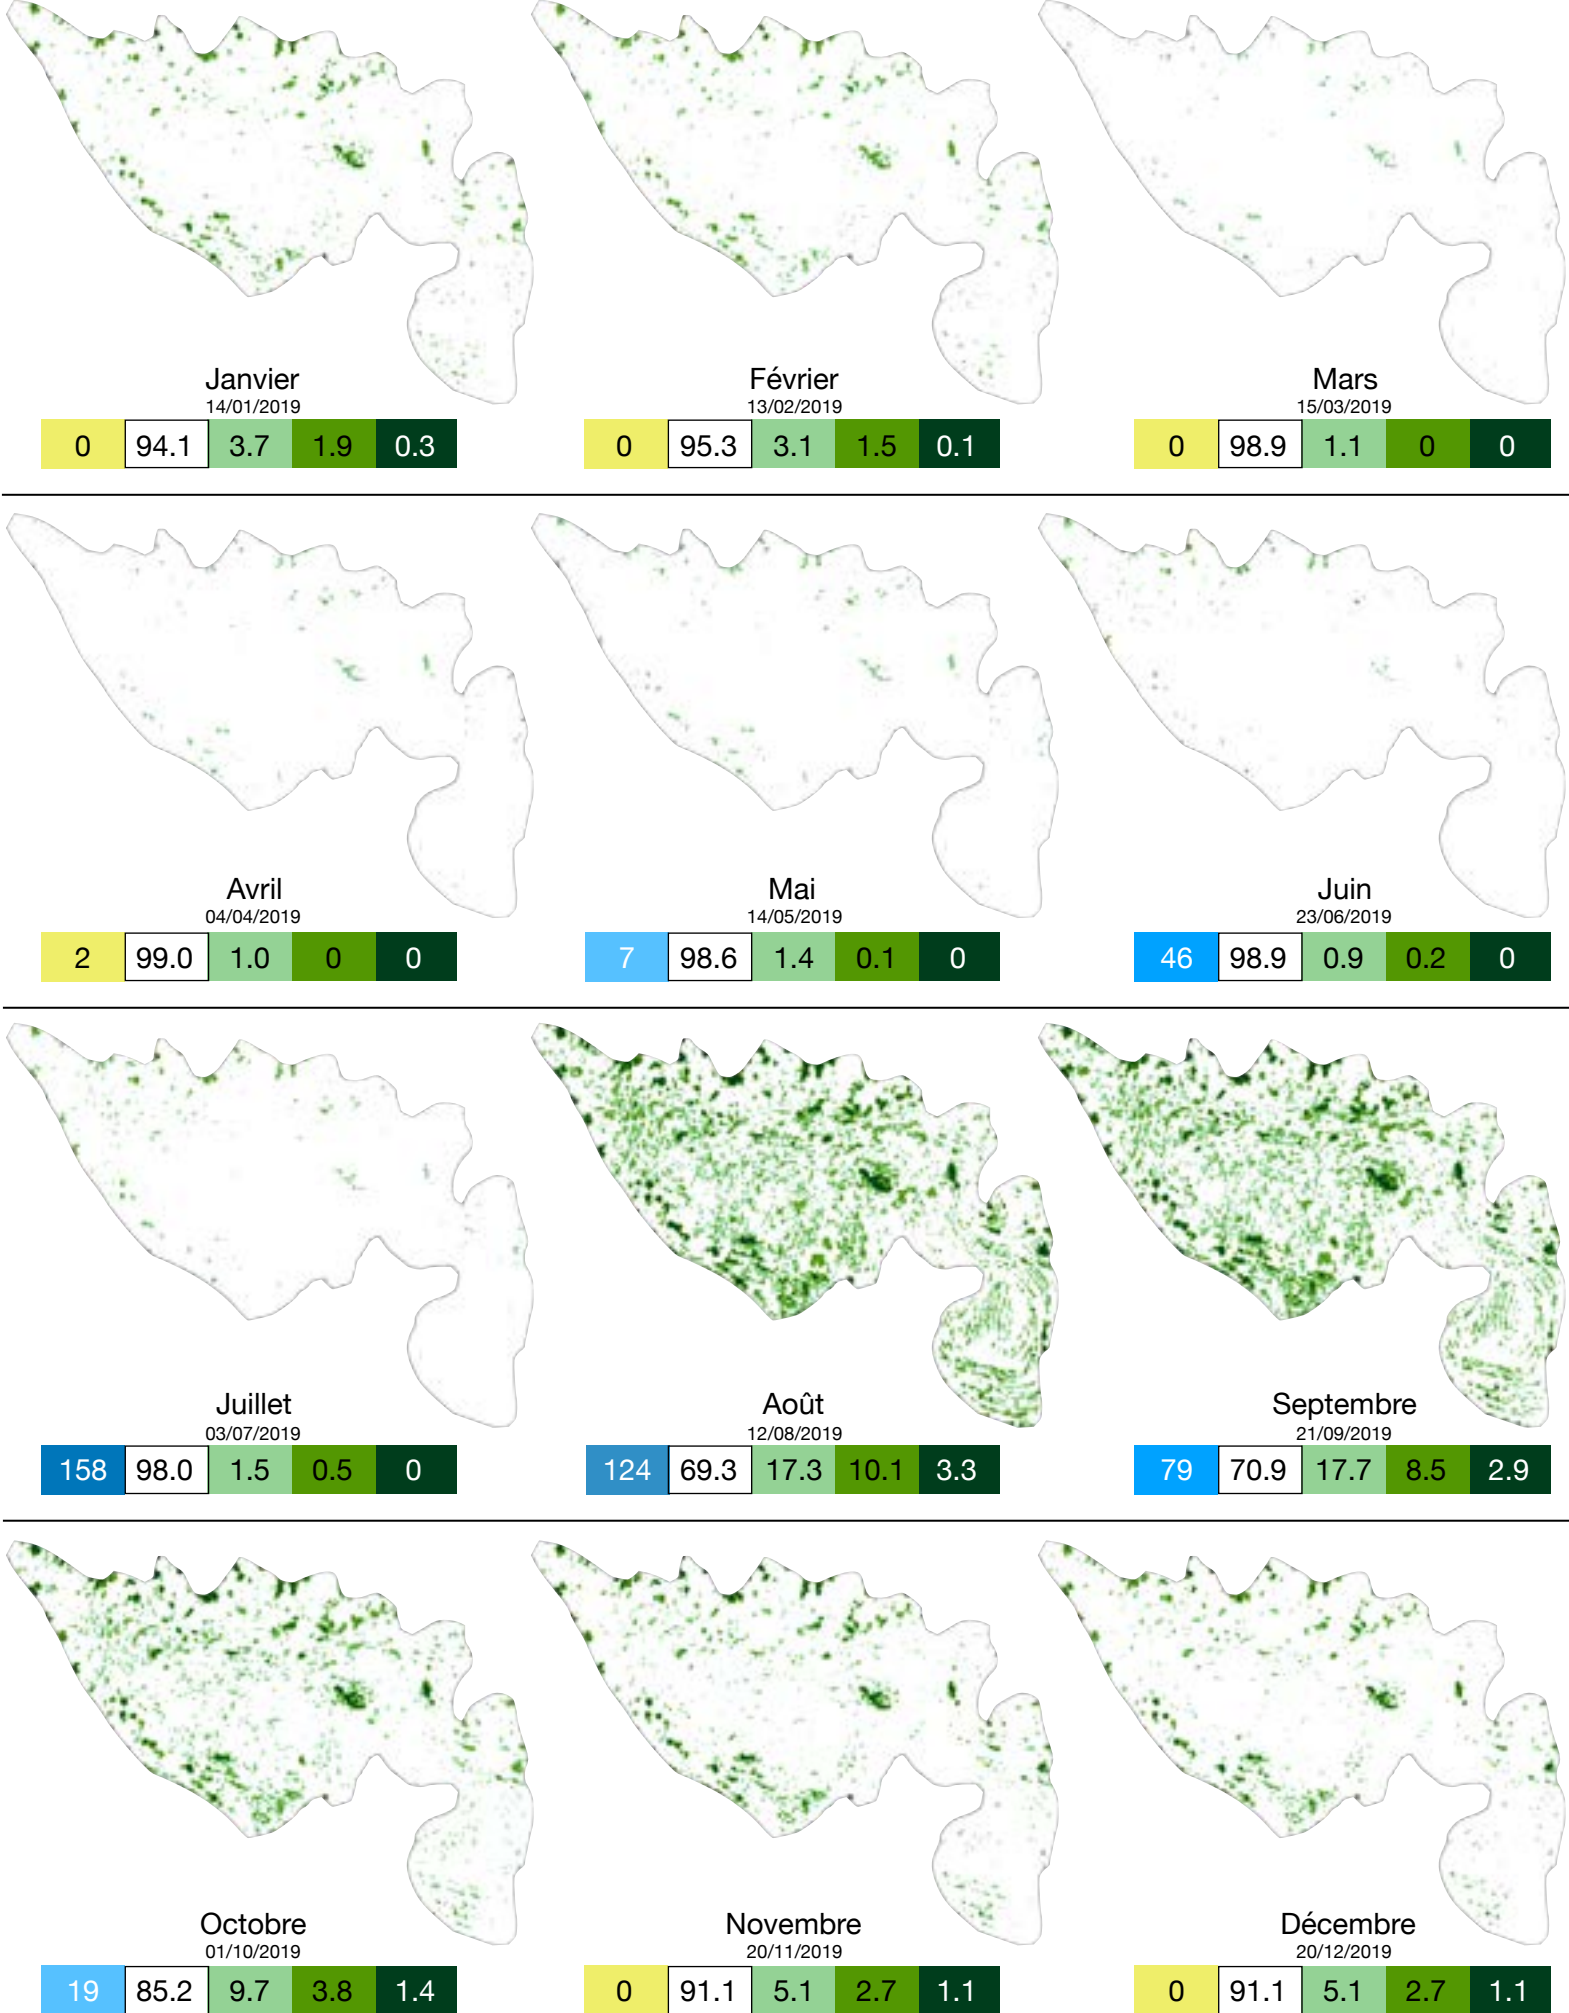 Janvier
14/01/2019
0 94.1 3.7 1.9 0.3
Février
13/02/2019
0 95.3 3.1 1.5 0.1
Mars
15/03/2019
0 98.9 1.1 0 0
Avril
04/04/2019
2 99.0 1.0 0 0
Mai
14/05/2019
7 98.6 1.4 0.1 0
Juin
23/06/2019
46 98.9 0.9 0.2 0
Juillet
03/07/2019
158 98.0 1.5 0.5 0
Août
12/08/2019
124 69.3 17.3 10.1 3.3
Septembre
21/09/2019
79 70.9 17.7 8.5 2.9
Octobre
01/10/2019
19 85.2 9.7 3.8 1.4
Novembre
20/11/2019
0 91.1 5.1 2.7 1.1
Décembre
20/12/2019
0 91.1 5.1 2.7 1.1